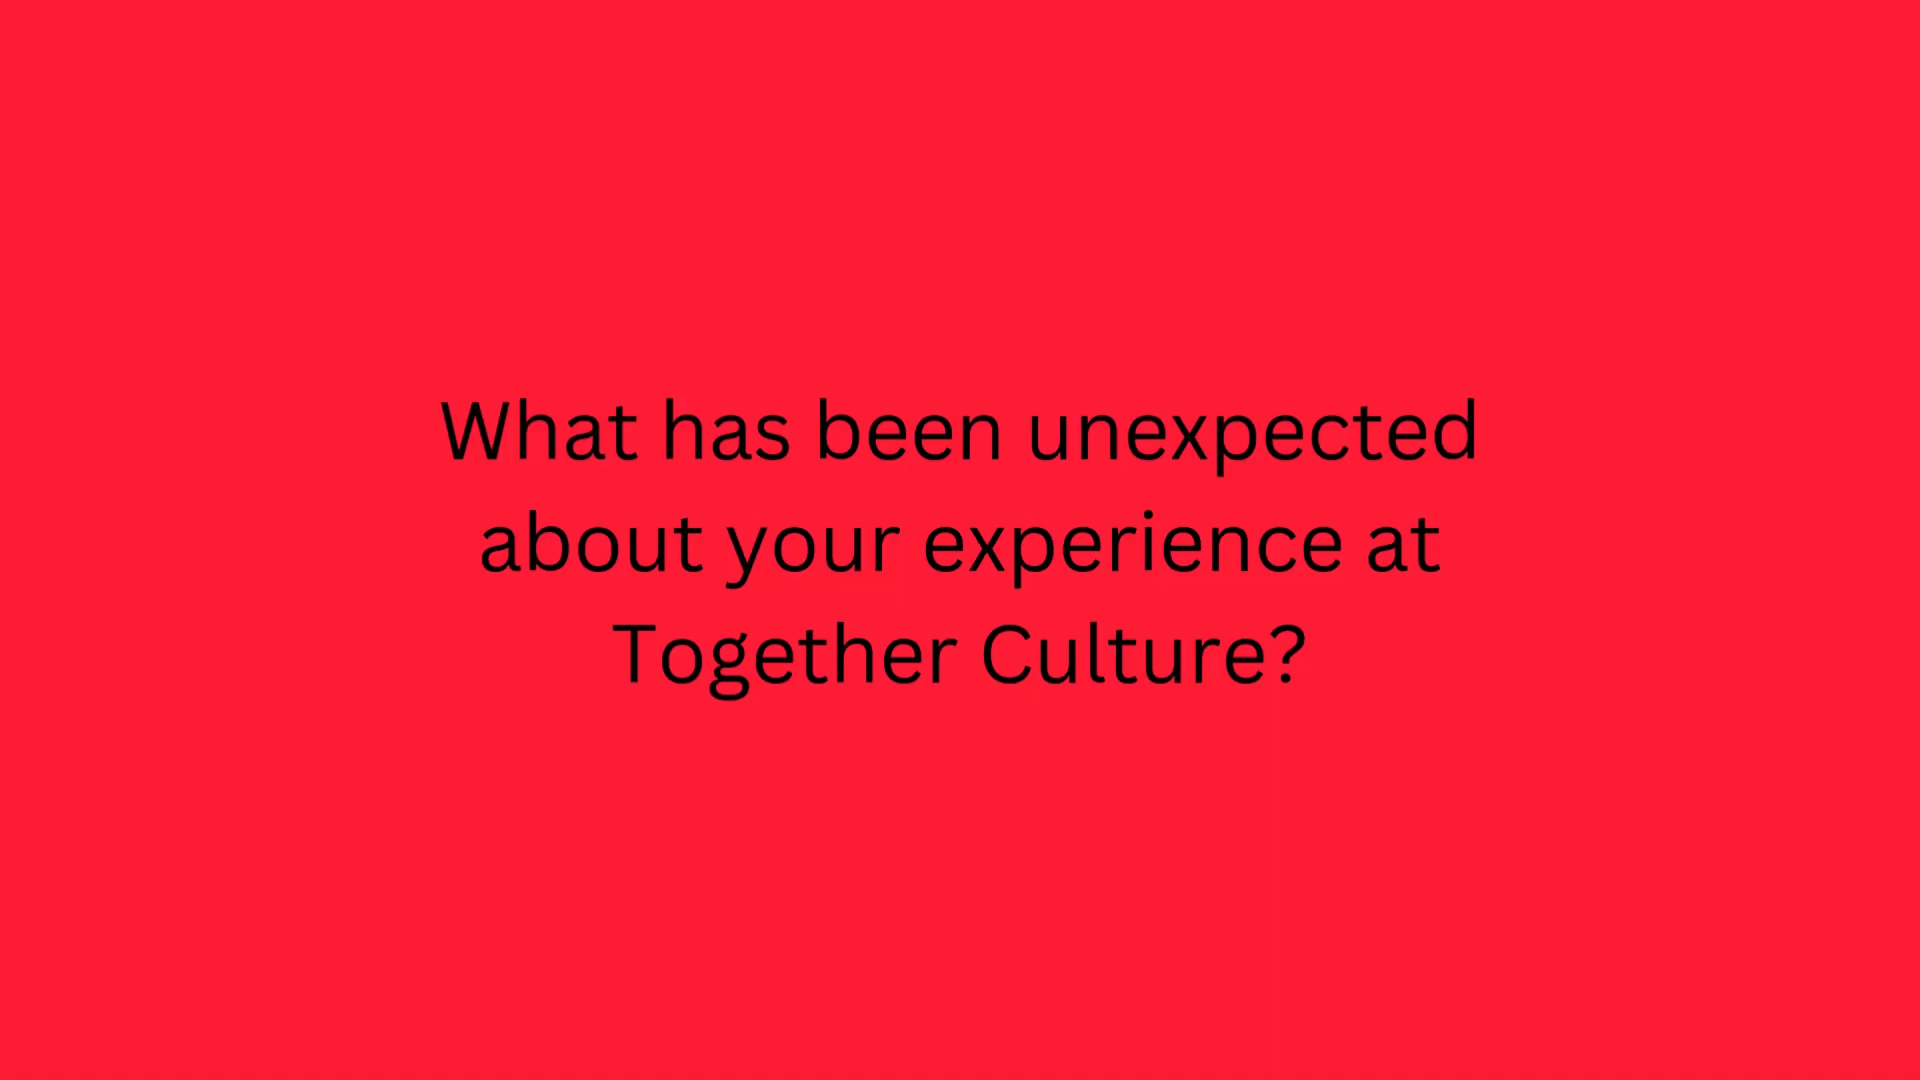 What has been unexpected
about your experience at
Together Culture?